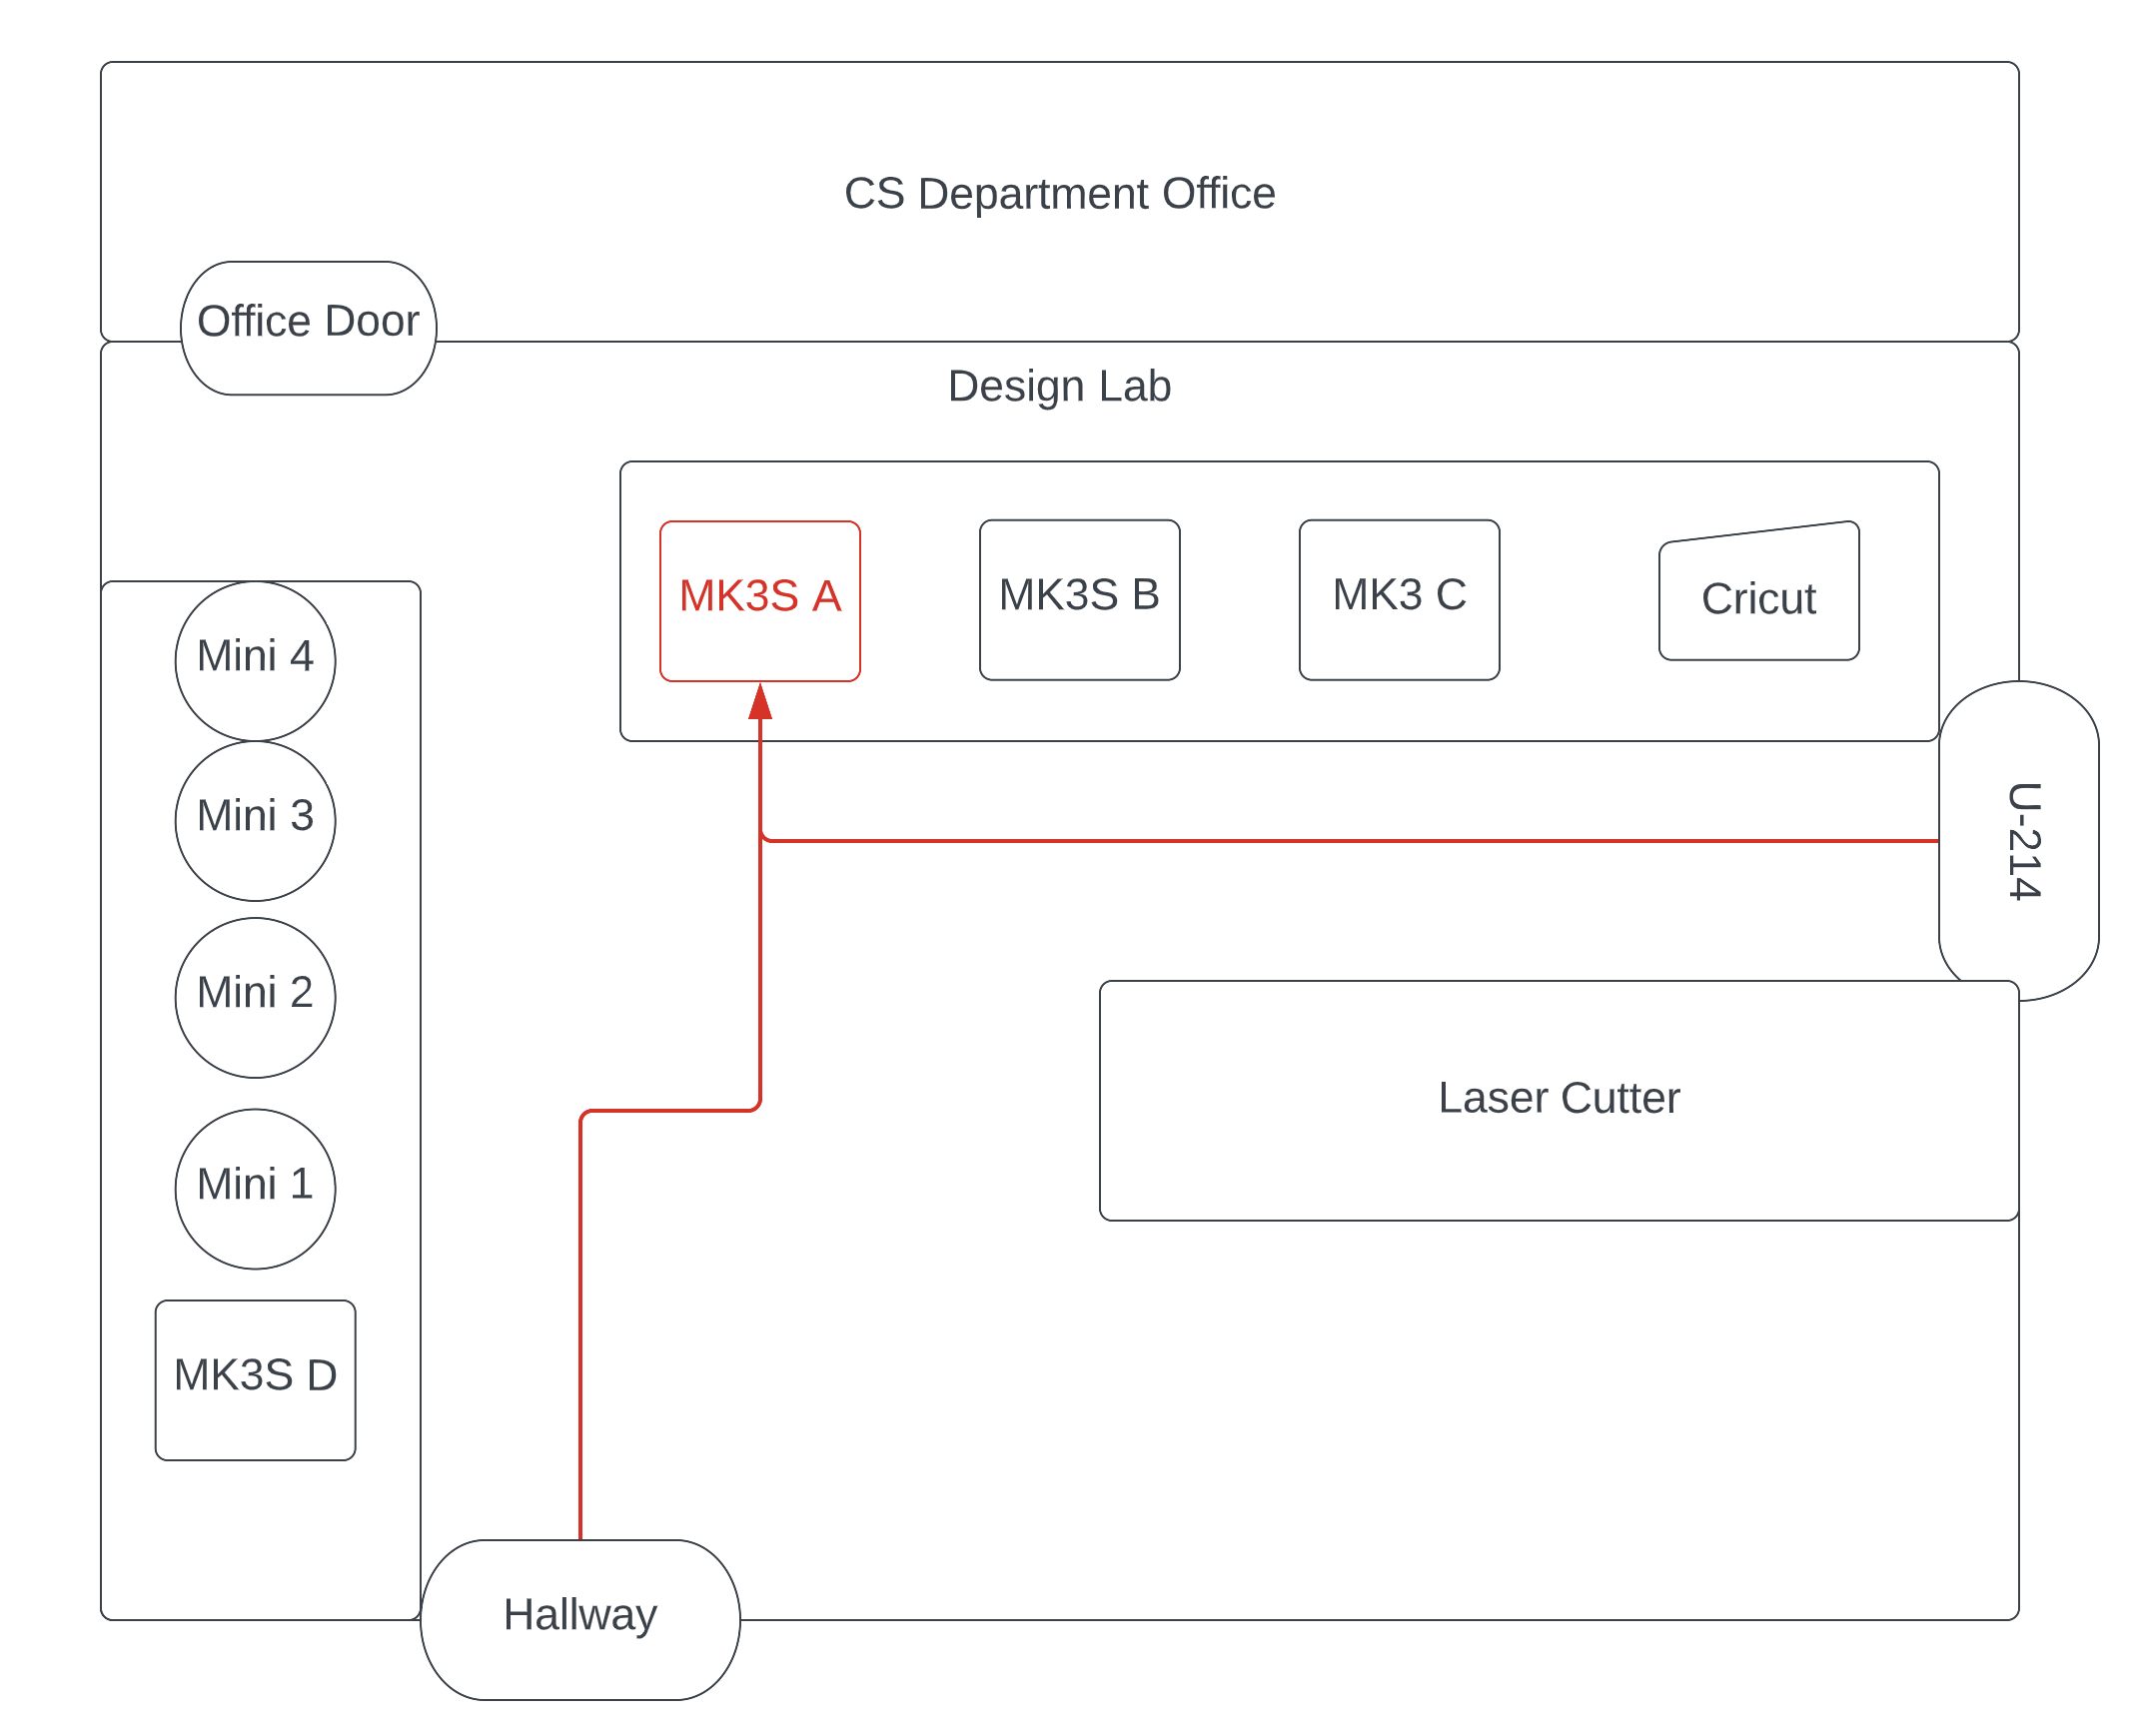 CS Department Office
Office Door
Design Lab
MK3S A
MK3S B
MK3 C
Cricut
Mini 4
Mini 3
U-214
Mini 2
Laser Cutter
Mini 1
MK3S D
Hallway